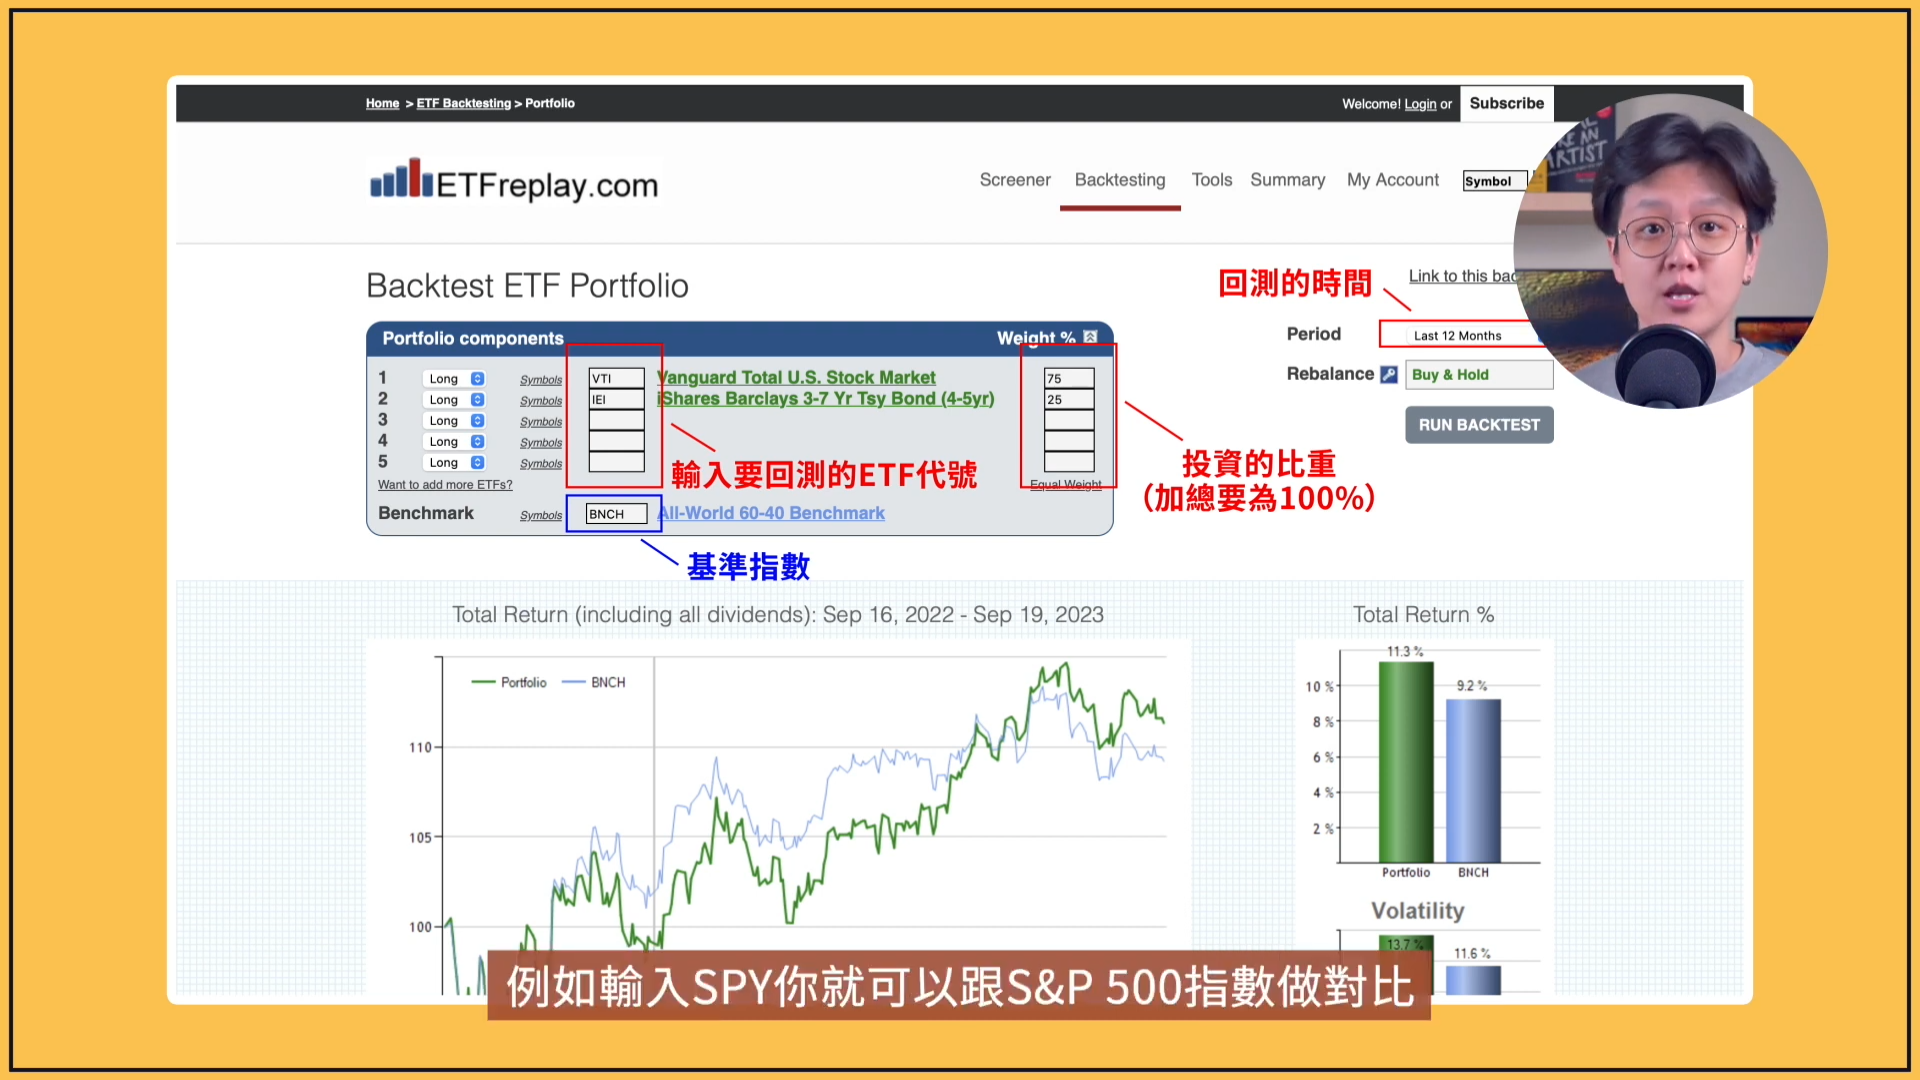 Home > ETF Backtesting > Portfolio
Welcome! Login or Subscribe
ETFreplay.com
Screener Backtesting Tools Summary My Account Symbol
AN
ARTIST
Backtest ETF Portfolio
回測的時間
Link to this
Portfolio components Weight %
Period Last 12 Months
Rebalance Buy & Hold
RUN BACKTEST
1 Long Symbols VTI Vanguard Total U.S. Stock Market 75
2 Long Symbols IEI iShares Barclays 3-7 Yr Tsy Bond (4-5yr) 25
3 Long Symbols
4 Long Symbols
5 Long Symbols
輸入要回測的ETF代號
投資的比重
(加總要為100%)
Want to add more ETFs? Equal Weight
Benchmark Symbols BNCH All-World 60-40 Benchmark
基準指數
Total Return (including all dividends): Sep 16, 2022 - Sep 19, 2023
Portfolio BNCH
110
105
100
Total Return %
11.3 %
9.2 %
10 %
8 %
6 %
4 %
2 %
Portfolio BNCH
Volatility
13.7 %
11.6 %
例如輸入SPY你就可以跟S&P 500指數做對比